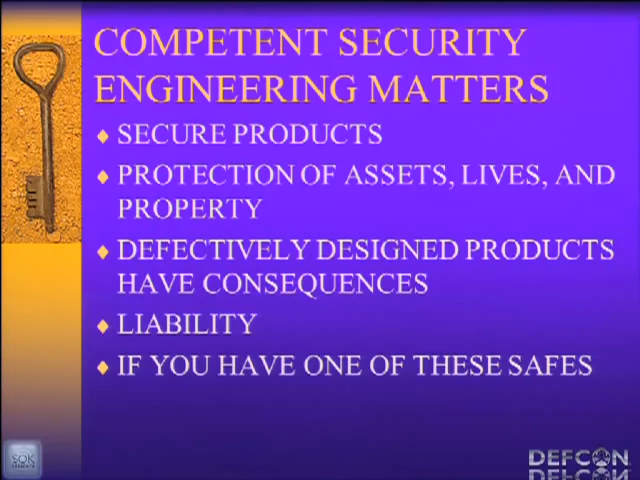 COMPETENT SECURITY
ENGINEERING MATTERS
SECURE PRODUCTS
PROTECTION OF ASSETS, LIVES, AND
PROPERTY
DEFECTIVELY DESIGNED PRODUCTS
HAVE CONSEQUENCES
LIABILITY
IF YOU HAVE ONE OF THESE SAFES
SOK
DEFCON